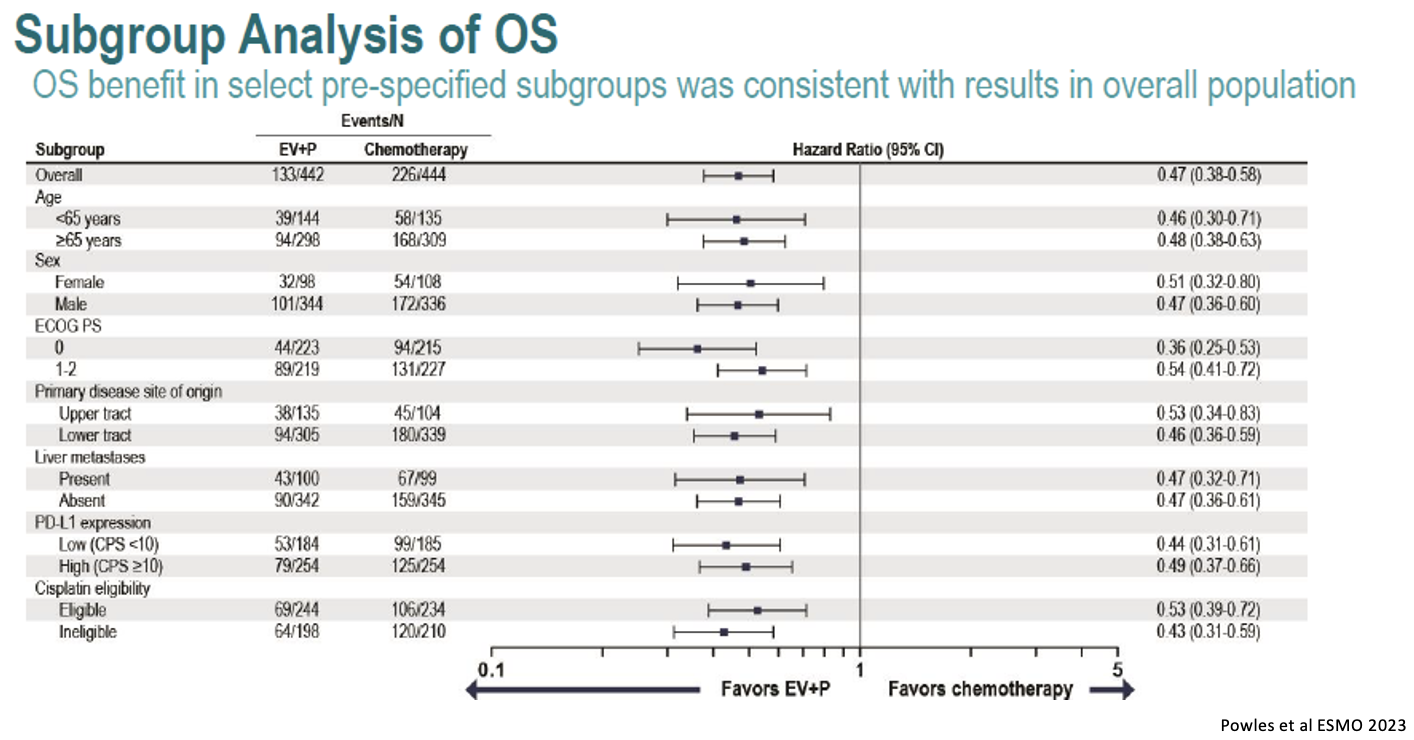 Subgroup Analysis of OS
OS benefit in select pre-specified subgroups was consistent with results in overall population
Events/N
Subgroup EV+P Chemotherapy Hazard Ratio (95% CI)
Overall 133/442 226/444 0.47 (0.38-0.58)
Age
<65 years 39/144 58/135 0.46 (0.30-0.71)
≥65 years 94/298 168/309 0.48 (0.38-0.63)
Sex
Female 32/98 54/108 0.51 (0.32-0.80)
Male 101/344 172/336 0.47 (0.36-0.60)
ECOG PS
0 44/223 94/215 0.36 (0.25-0.53)
1-2 89/219 131/227 0.54 (0.41-0.72)
Primary disease site of origin
Upper tract 38/135 45/104 0.53 (0.34-0.83)
Lower tract 94/305 180/339 0.46 (0.36-0.59)
Liver metastases
Present 43/100 67/99 0.47 (0.32-0.71)
Absent 90/342 159/345 0.47 (0.36-0.61)
PD-L1 expression
Low (CPS <10) 53/184 99/185 0.44 (0.31-0.61)
High (CPS ≥10) 79/254 125/254 0.49 (0.37-0.66)
Cisplatin eligibility
Eligible 69/244 106/234 0.53 (0.39-0.72)
Ineligible 64/198 120/210 0.43 (0.31-0.59)
0.1 1 5
Favors EV+P Favors chemotherapy
Powles et al ESMO 2023